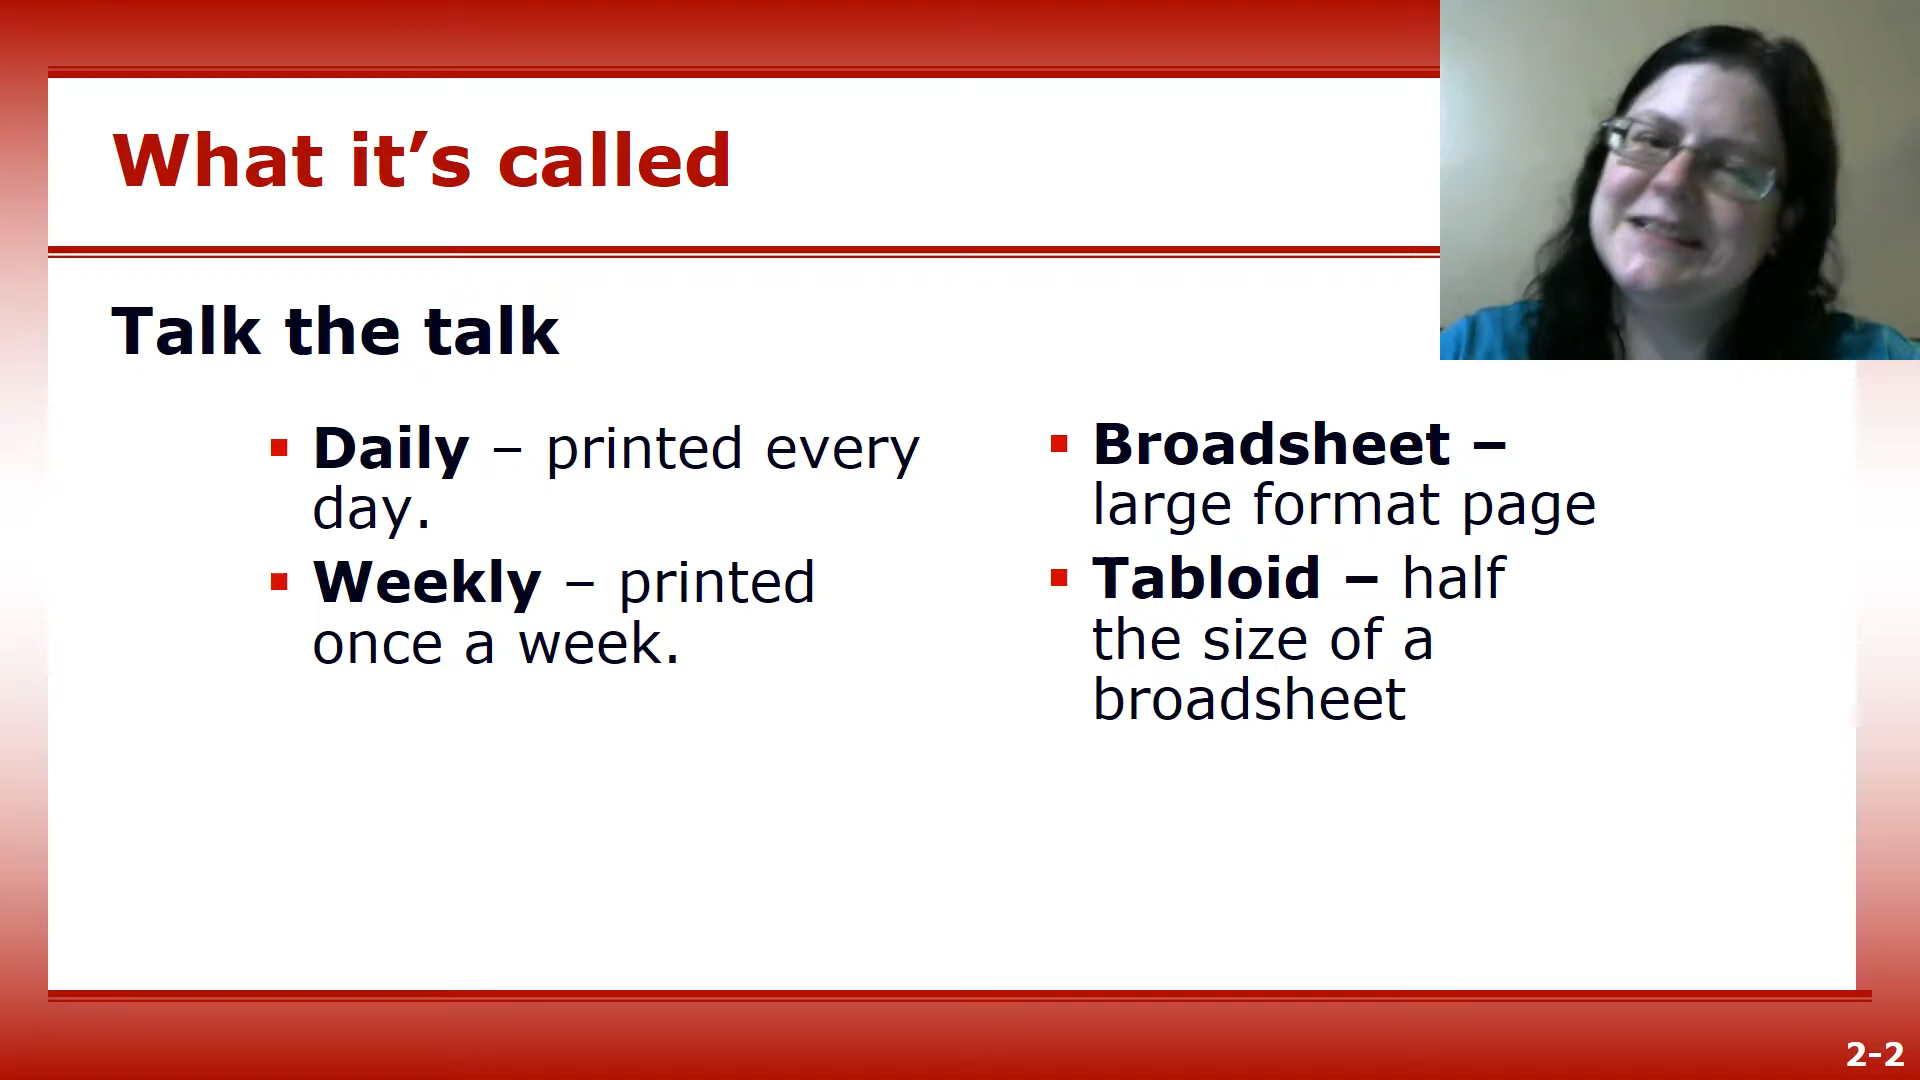 What it’s called
Talk the talk
▪ Daily – printed every
day.
▪ Weekly – printed
once a week.
▪ Broadsheet –
large format page
▪ Tabloid – half
the size of a
broadsheet
2-2